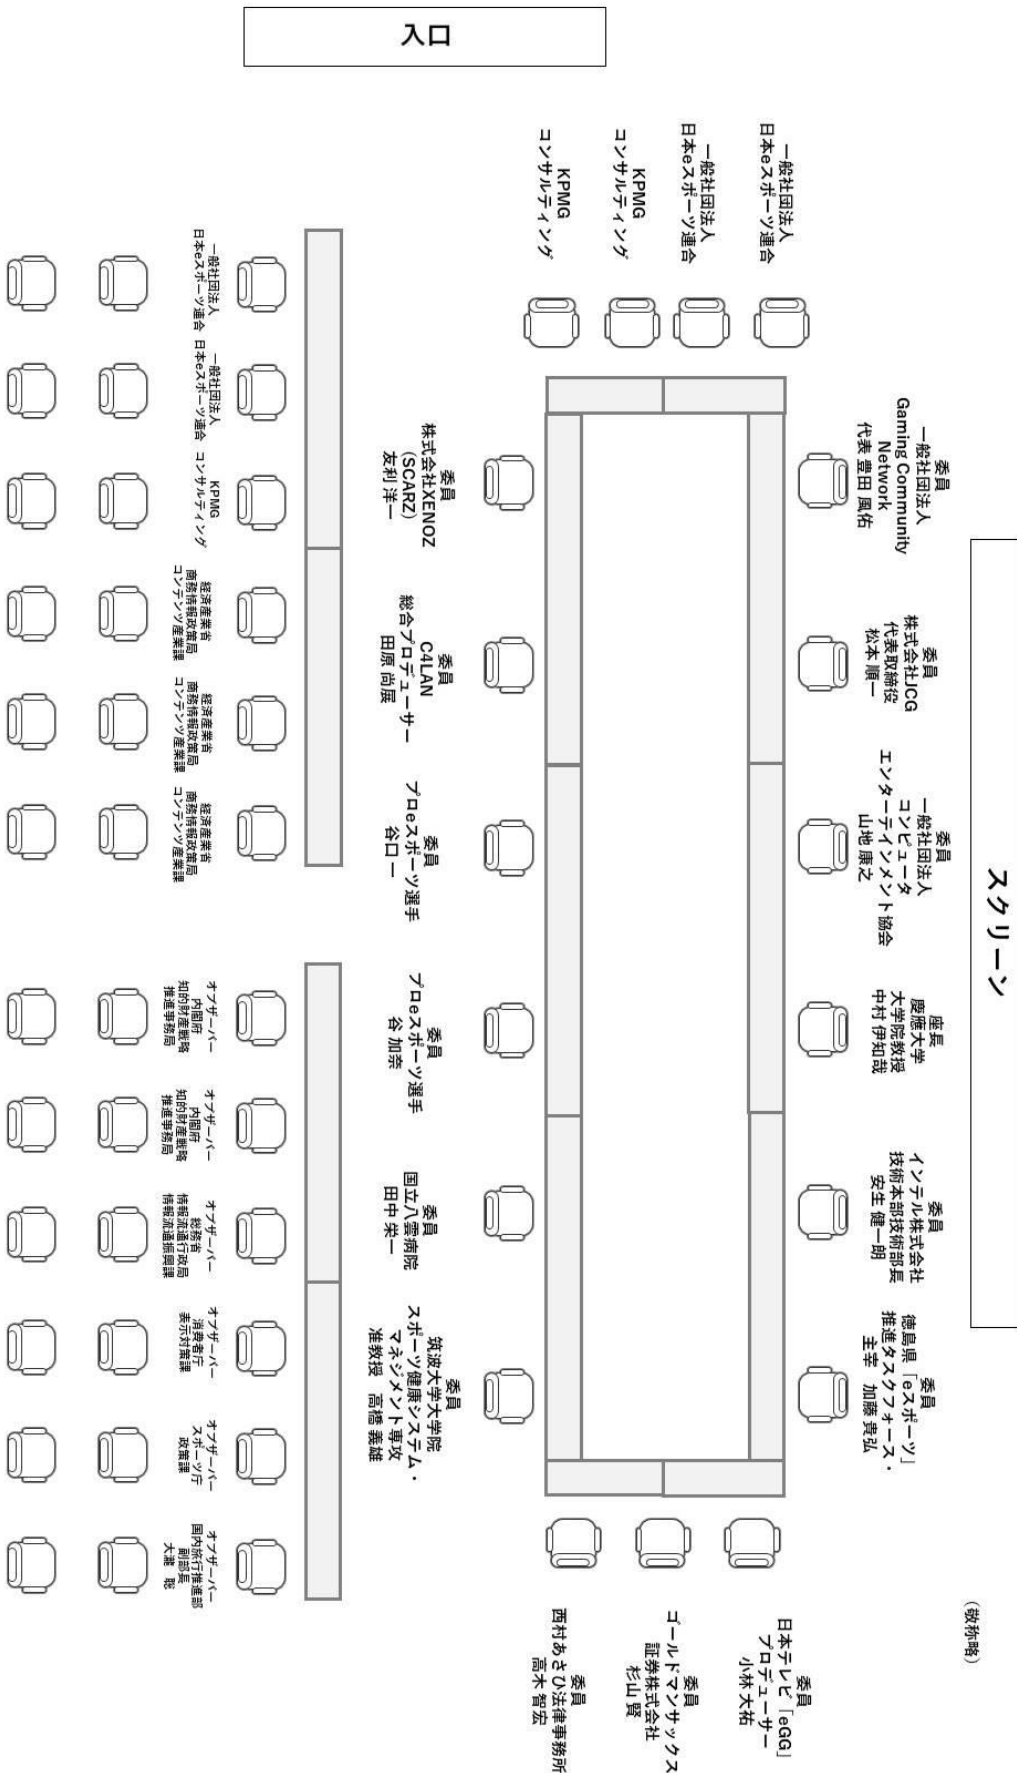 入口
一般社団法人
日本eスポーツ連合
一般社団法人
日本eスポーツ連合
KPMG
コンサルティング
KPMG
コンサルティング
スクリーン
委員
一般社団法人
Gaming Community
Network
代表 豊田 風佑
委員
株式会社JCG
代表取締役
松本 順一
委員
一般社団法人
コンピュータ
エンターテインメント協会
山地 康之
座長
慶應大学
大学院教授
中村 伊知哉
委員
インテル株式会社
技術本部技術部長
安生 健一朗
委員
徳島県「eスポーツ」
推進タスクフォース・
主宰　加藤 貴弘
委員
株式会社XENOZ
(SCARZ)
友利 洋一
委員
C4LAN
総合プロデューサー
田原 尚展
委員
プロeスポーツ選手
谷口 一
委員
プロeスポーツ選手
谷 加奈
委員
国立八雲病院
田中 栄一
委員
筑波大学大学院
スポーツ健康システム・
マネジメント専攻
准教授　高橋 義雄
委員
日本テレビ「eGG」
プロデューサー
小林 大祐
委員
ゴールドマンサックス
証券株式会社
杉山 賢
委員
西村あさひ法律事務所
高木 智宏
（敬称略）
一般社団法人
日本eスポーツ連合
一般社団法人
日本eスポーツ連合
KPMG
コンサルティング
経済産業省
商務情報政策局
コンテンツ産業課
経済産業省
商務情報政策局
コンテンツ産業課
経済産業省
商務情報政策局
コンテンツ産業課
オブザーバー
内閣府
知的財産戦略
推進事務局
オブザーバー
内閣府
知的財産戦略
推進事務局
オブザーバー
総務省
情報流通行政局
情報流通振興課
オブザーバー
消費者庁
表示対策課
オブザーバー
スポーツ庁
政策課
オブザーバー
国内旅行推進部
副部長
大瀧　聡